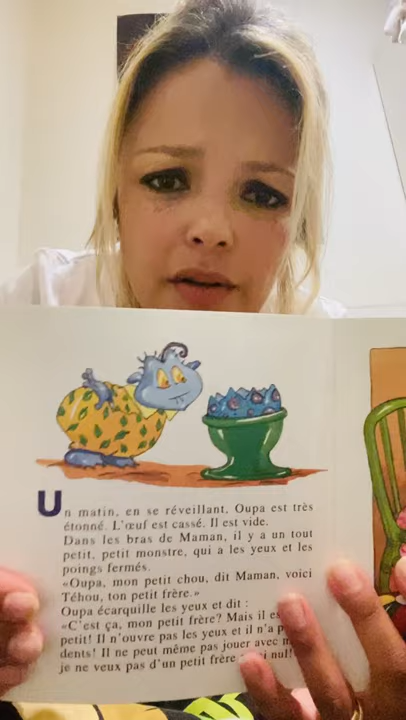 Un matin, en se réveillant, Oupa est très
étonné. L'œuf est cassé. Il est vide.
Dans les bras de Maman, il y a un tout
petit, petit monstre, qui a les yeux et les
poings fermés.
«Oupa, mon petit chou, dit Maman, voici
Téhou, ton petit frère.»
Oupa écarquille les yeux et dit :
«C'est ça, mon petit frère? Mais il
petit! Il n'ouvre pas les yeux et il n'a
dents! Il ne peut même pas jouer avec
je ne veux pas d'un petit frère nul!